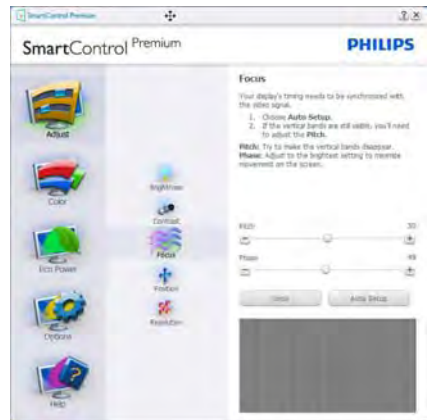 SmartControl Premium
SmartControl Premium
PHILIPS
Adjust
Color
Eco Power
Options
Help
Brightness
Contrast
Focus
Position
Resolution
Focus
Your display's timing needs to be synchronized with
the video signal.
1. Choose Auto Setup.
2. If the vertical bands are still visible, you'll need
to adjust the Pitch.
Pitch: Try to make the vertical bands disappear.
Phase: Adjust to the brightest setting to minimize
movement on the screen.
Pitch
50
Phase
49
Auto Setup